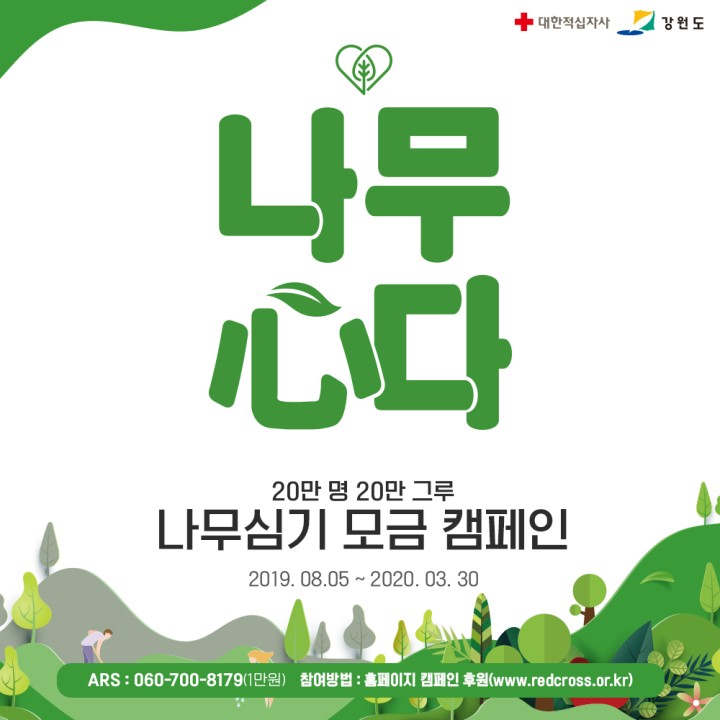 대한적십자사 강원도
나무
心다
20만 명 20만 그루
나무심기 모금 캠페인
2019. 08.05 ~ 2020. 03. 30
ARS : 060-700-8179(1만원) 참여방법 : 홈페이지 캠페인 후원(www.redcross.or.kr)